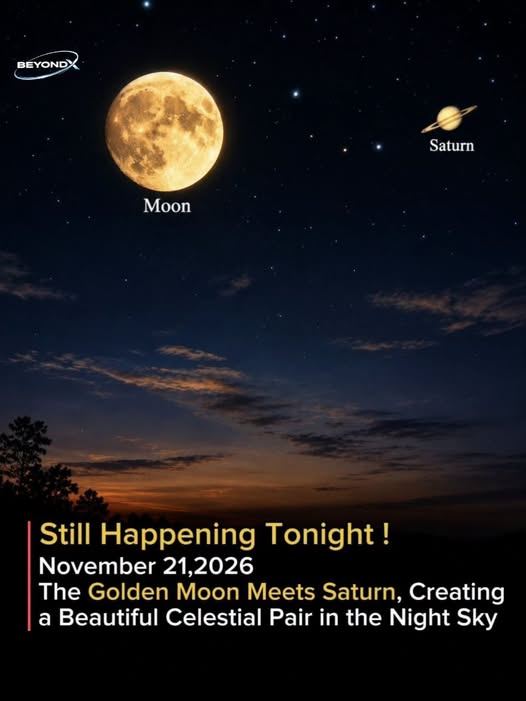 BEYONDX
Saturn
Moon
Still Happening Tonight !
November 21,2026
The Golden Moon Meets Saturn, Creating
a Beautiful Celestial Pair in the Night Sky